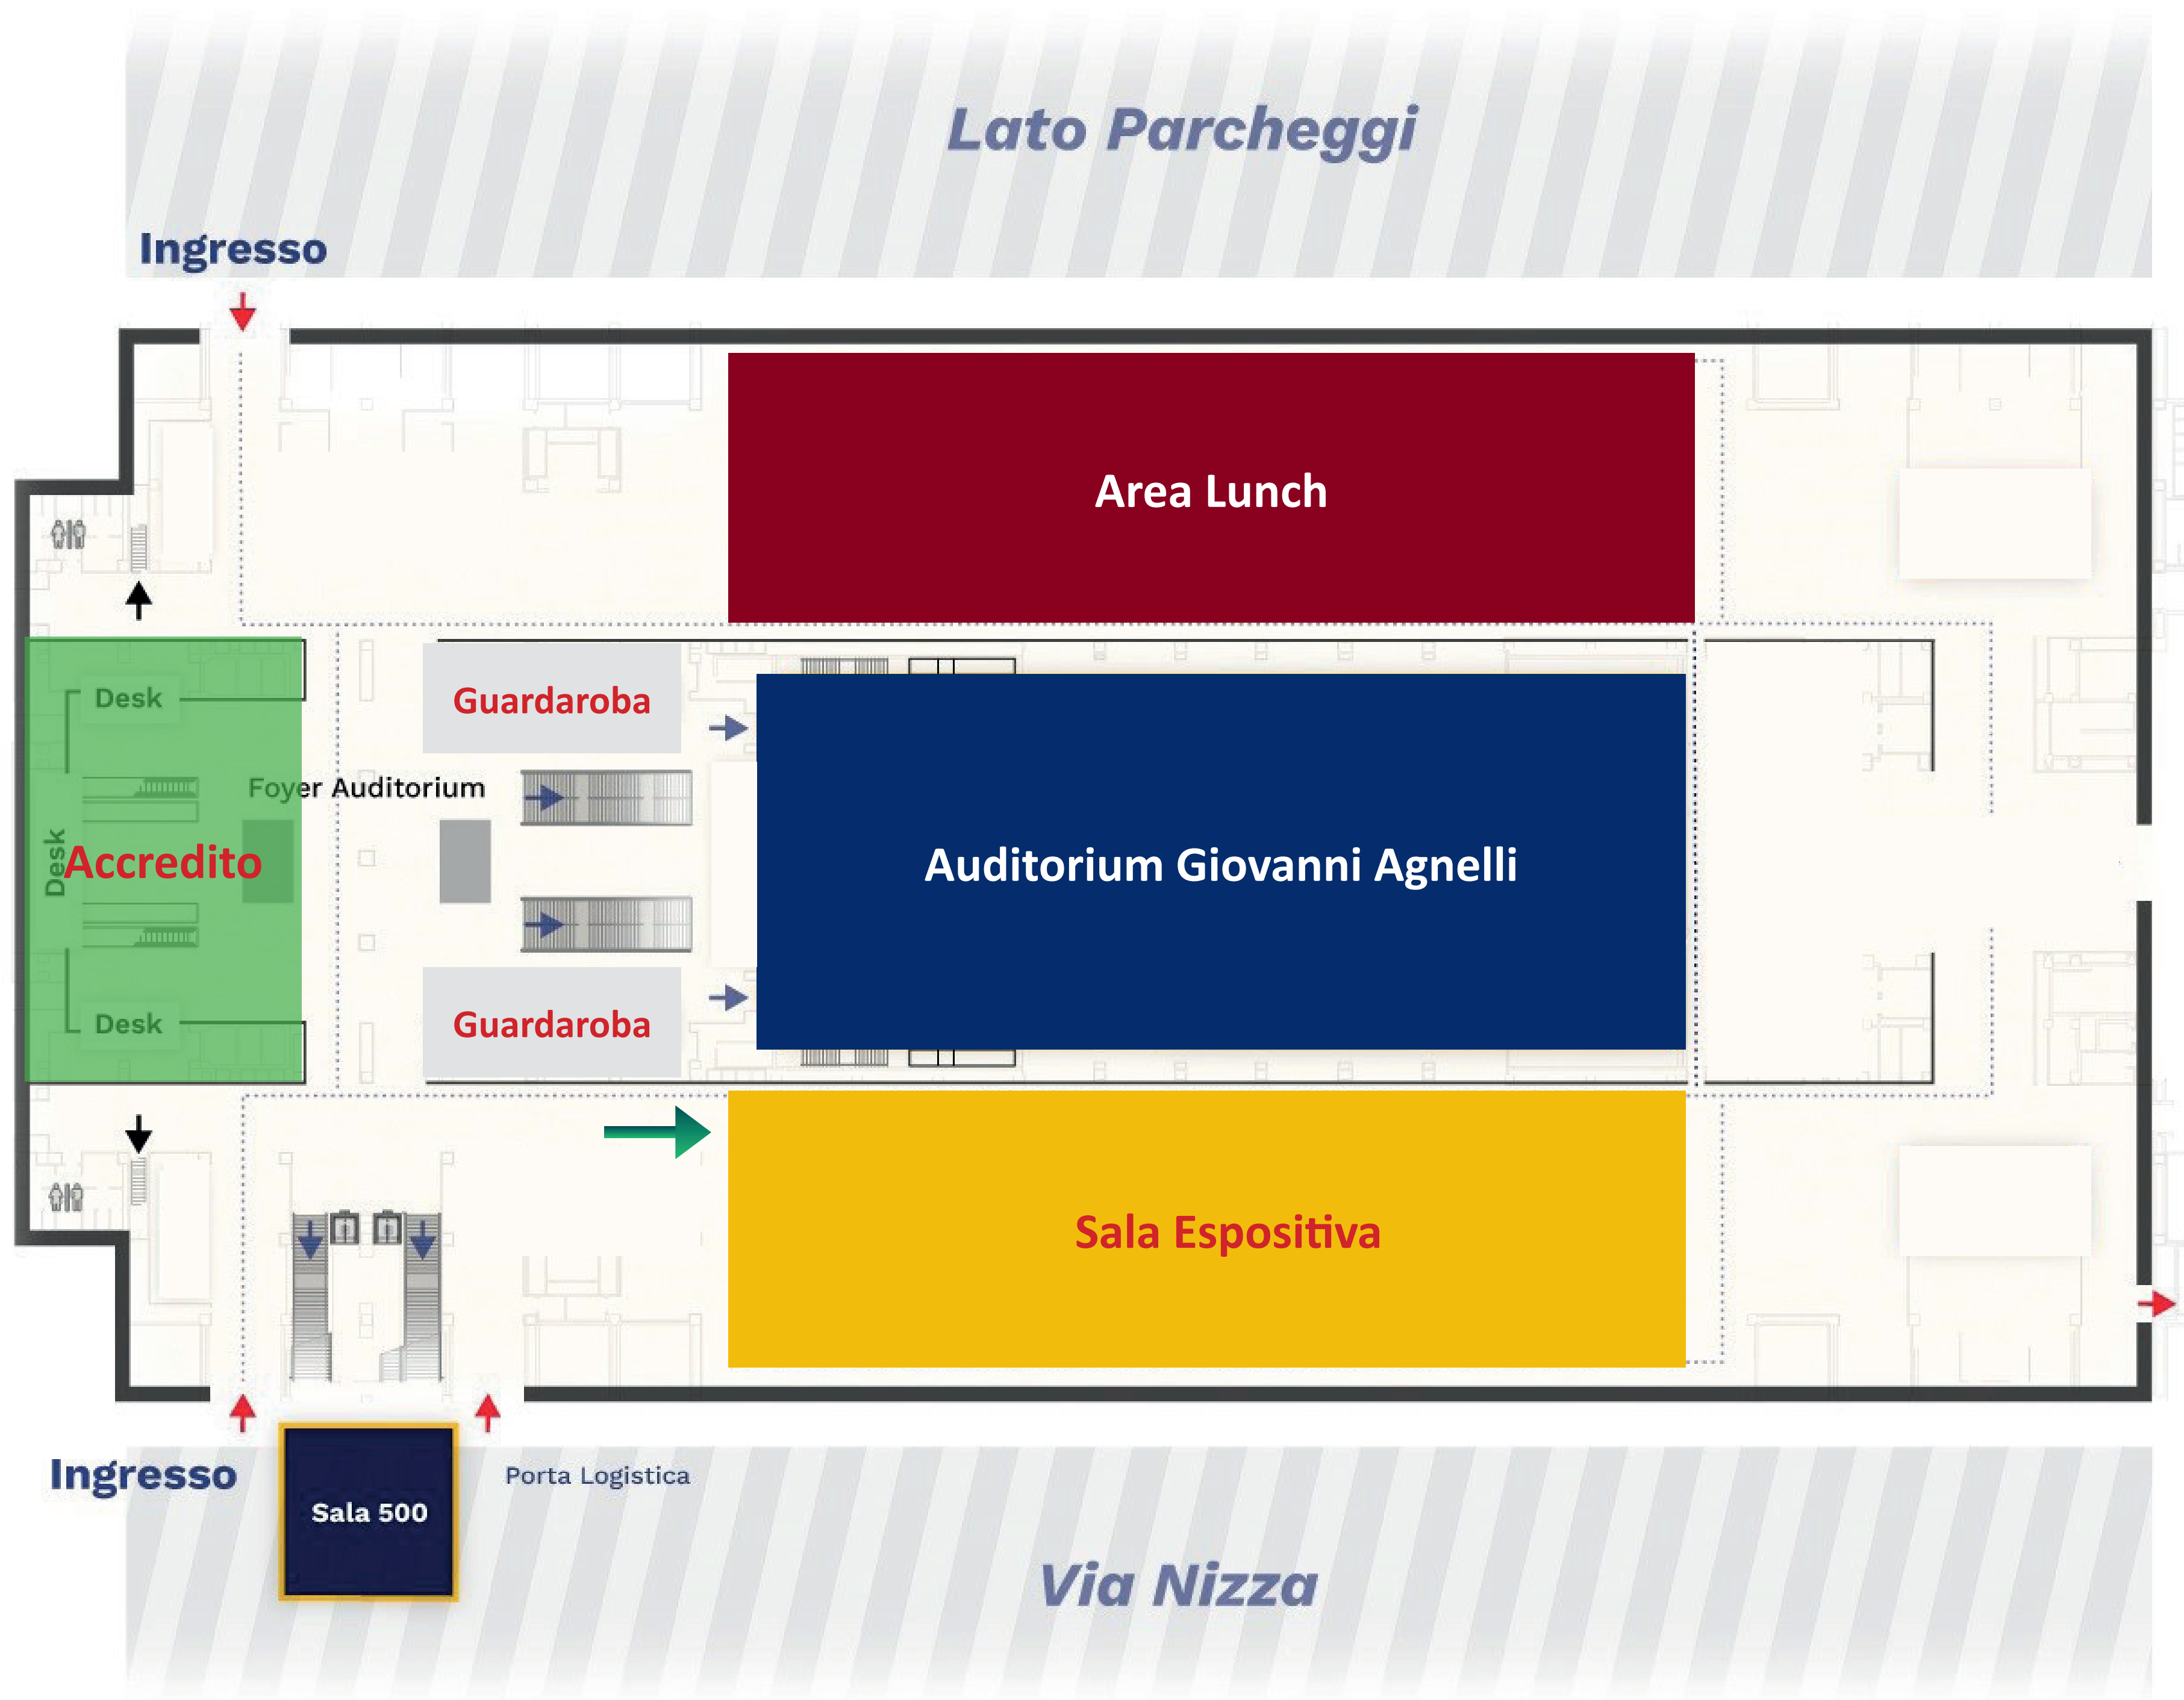 Lato Parcheggi
Ingresso
Area Lunch
Desk
Guardaroba
Foyer Auditorium
Desk
Accredito
Auditorium Giovanni Agnelli
Desk
Guardaroba
Sala Espositiva
Ingresso
Porta Logistica
Sala 500
Via Nizza